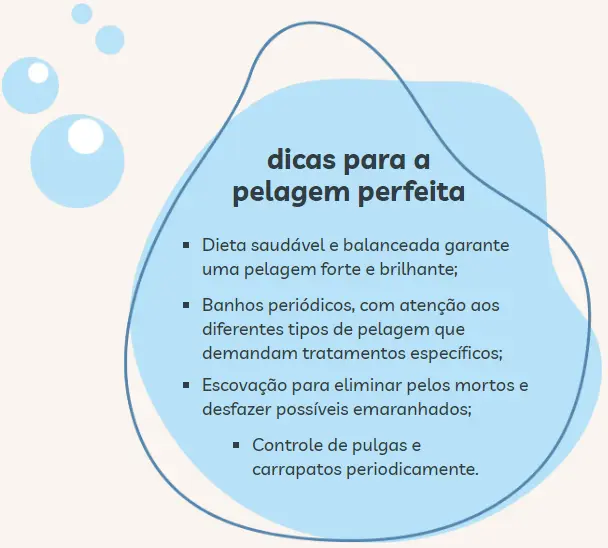 dicas para a
pelagem perfeita
▪ Dieta saudável e balanceada garante
uma pelagem forte e brilhante;
▪ Banhos periódicos, com atenção aos
diferentes tipos de pelagem que
demandam tratamentos específicos;
▪ Escovação para eliminar pelos mortos e
desfazer possíveis emaranhados;
▪ Controle de pulgas e
carrapatos periodicamente.